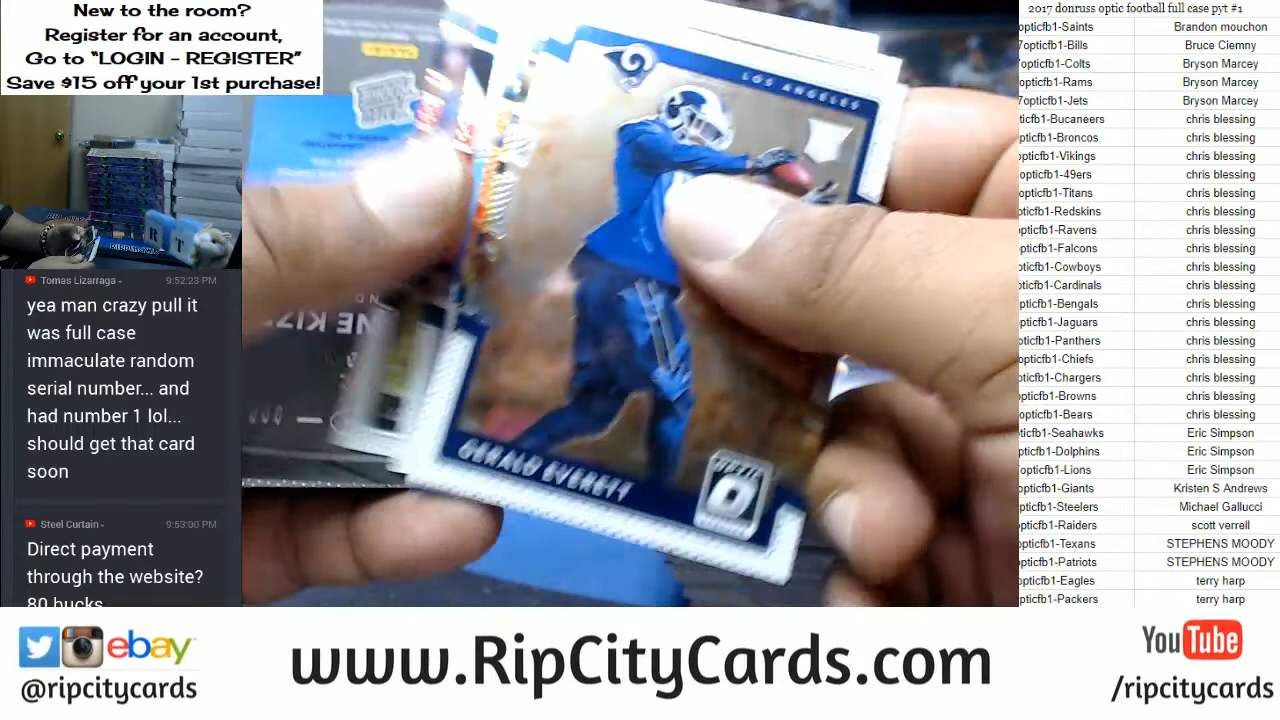 New to the room?
Register for an account,
Go to “LOGIN - REGISTER”
Save $15 off your 1st purchase!
Tomas Lizarraga -
9:52:23 PM
yea man crazy pull it
was full case
immaculate random
serial number... and
had number 1 lol...
should get that card
soon
Steel Curtain -
9:53:00 PM
Direct payment
through the website?
80 bucks
LOS ANGELES
GERALD EVERETT
OPTIC
NE KIZE
2017 donruss optic football full case pyt #1
opticfb1-Saints Brandon mouchon
7opticfb1-Bills Bruce Ciemny
7opticfb1-Colts Bryson Marcey
opticfb1-Rams Bryson Marcey
7opticfb1-Jets Bryson Marcey
opticfb1-Bucaneers chris blessing
opticfb1-Broncos chris blessing
opticfb1-Vikings chris blessing
opticfb1-49ers chris blessing
opticfb1-Titans chris blessing
opticfb1-Redskins chris blessing
opticfb1-Ravens chris blessing
opticfb1-Falcons chris blessing
opticfb1-Cowboys chris blessing
opticfb1-Cardinals chris blessing
opticfb1-Bengals chris blessing
opticfb1-Jaguars chris blessing
opticfb1-Panthers chris blessing
opticfb1-Chiefs chris blessing
opticfb1-Chargers chris blessing
opticfb1-Browns chris blessing
opticfb1-Bears chris blessing
opticfb1-Seahawks Eric Simpson
opticfb1-Dolphins Eric Simpson
opticfb1-Lions Eric Simpson
opticfb1-Giants Kristen S Andrews
opticfb1-Steelers Michael Gallucci
opticfb1-Raiders scott verrell
opticfb1-Texans STEPHENS MOODY
opticfb1-Patriots STEPHENS MOODY
opticfb1-Eagles terry harp
opticfb1-Packers terry harp
ebay
@ripcitycards
www.RipCityCards.com
YouTube
/ripcitycards